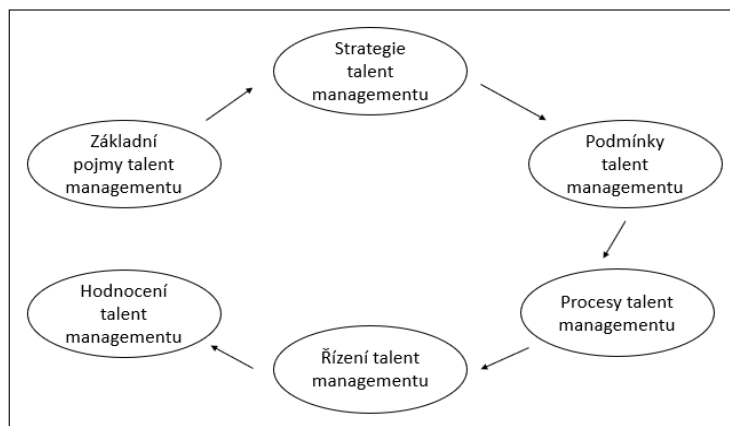 Strategie
talent
managementu
Základní
pojmy talent
managementu
Podmínky
talent
managementu
Procesy talent
managementu
Řízení talent
managementu
Hodnocení
talent
managementu